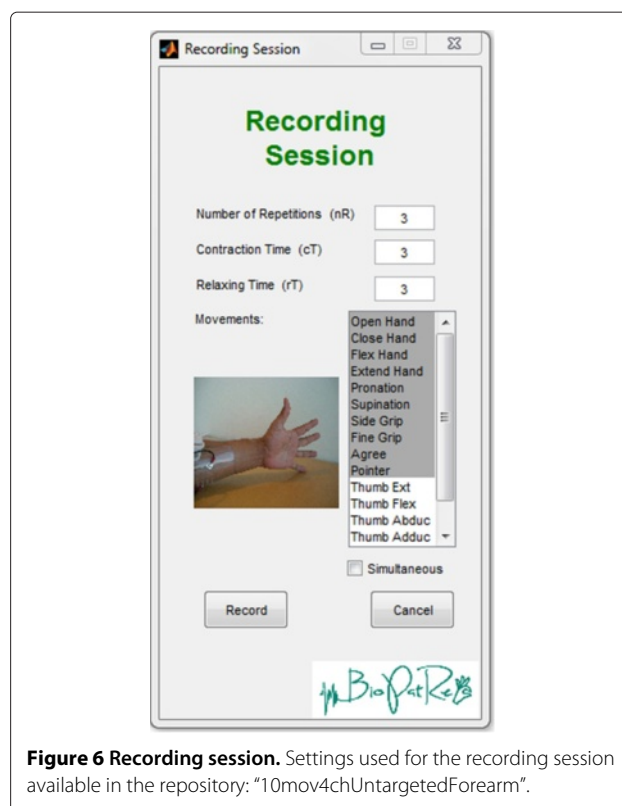 Recording Session
Recording
Session
Number of Repetitions (nR) 3
Contraction Time (cT) 3
Relaxing Time (rT) 3
Movements:
Open Hand
Close Hand
Flex Hand
Extend Hand
Pronation
Supination
Side Grip
Fine Grip
Agree
Pointer
Thumb Ext
Thumb Flex
Thumb Abduc
Thumb Adduc
Simultaneous
Record Cancel
BioPatRec
Figure 6 Recording session. Settings used for the recording session
available in the repository: “10mov4chUntargetedForearm”.